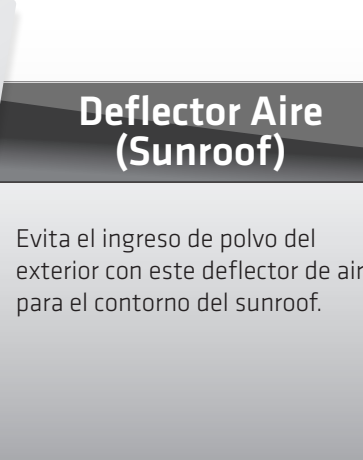 Deflector Aire
(Sunroof)
Evita el ingreso de polvo del
exterior con este deflector de air
para el contorno del sunroof.